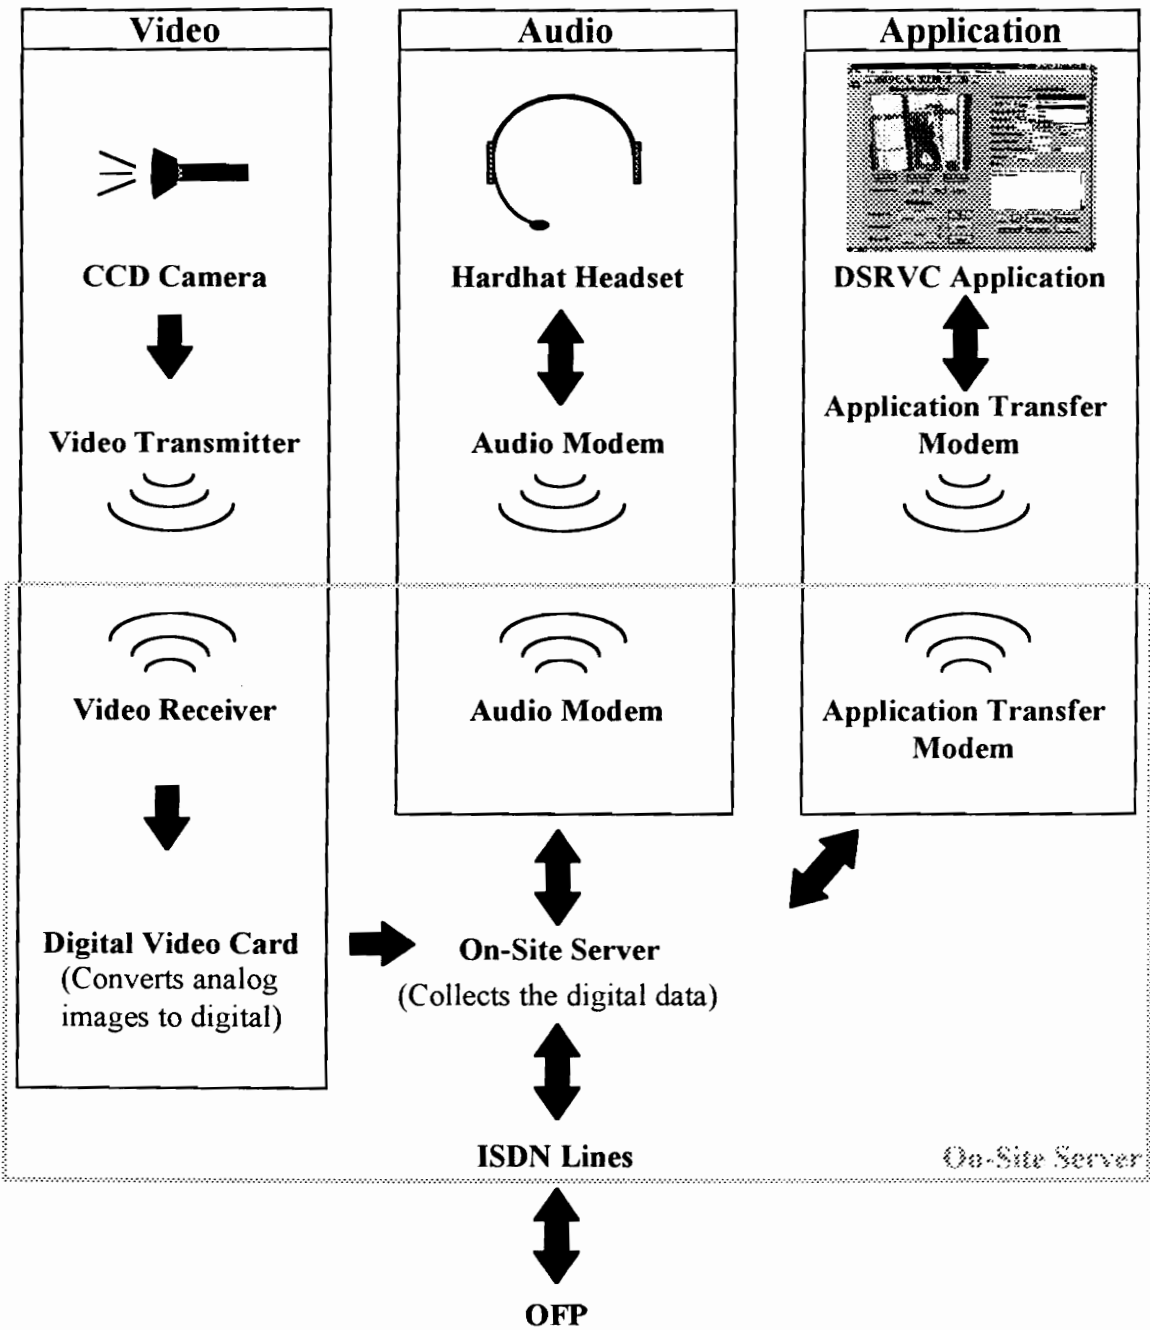 Video
Audio
Application
CCD Camera
Hardhat Headset
DSRVC Application
Video Transmitter
Audio Modem
Application Transfer
Modem
Video Receiver
Audio Modem
Application Transfer
Modem
Digital Video Card
(Converts analog
images to digital)
On-Site Server
(Collects the digital data)
ISDN Lines
On-Site Server
OFP